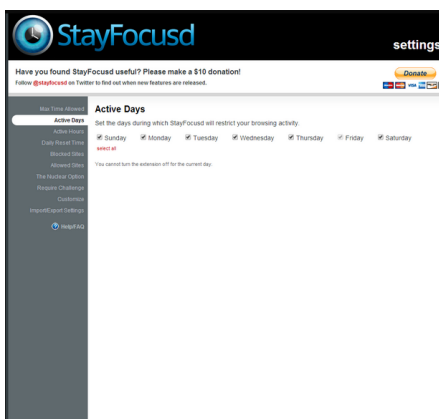 StayFocusd
settings
Have you found StayFocusd usef​ul? Please make a $10 donation!
Donate
Follow @stayfocusd on Twitter to find out when new features are released.
VISA
Max Time Allowed
Active Days
Active Hours
Daily Reset Time
Blocked Sites
Allowed Sites
The Nuclear Option
Require Challenge
Customize
Import/Export Settings
Help/FAQ
Active Days
Set the days during which StayFocusd will restrict your browsing activity.
Sunday Monday Tuesday Wednesday Thursday Friday Saturday
select all
You cannot turn the extension off for the current day.